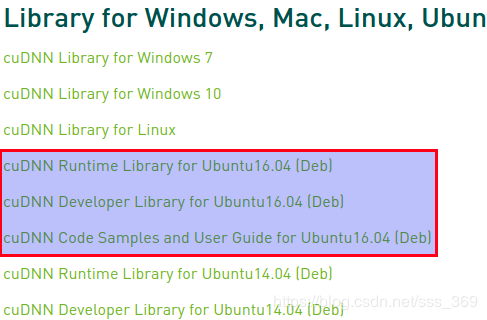 Library for Windows, Mac, Linux, Ubun
cuDNN Library for Windows 7
cuDNN Library for Windows 10
cuDNN Library for Linux
cuDNN Runtime Library for Ubuntu16.04 (Deb)
cuDNN Developer Library for Ubuntu16.04 (Deb)
cuDNN Code Samples and User Guide for Ubuntu16.04 (Deb)
cuDNN Runtime Library for Ubuntu14.04 (Deb)
cuDNN Developer Library for Ubuntu14.04 (Deb)
https://blog.csdn.net/sss_369